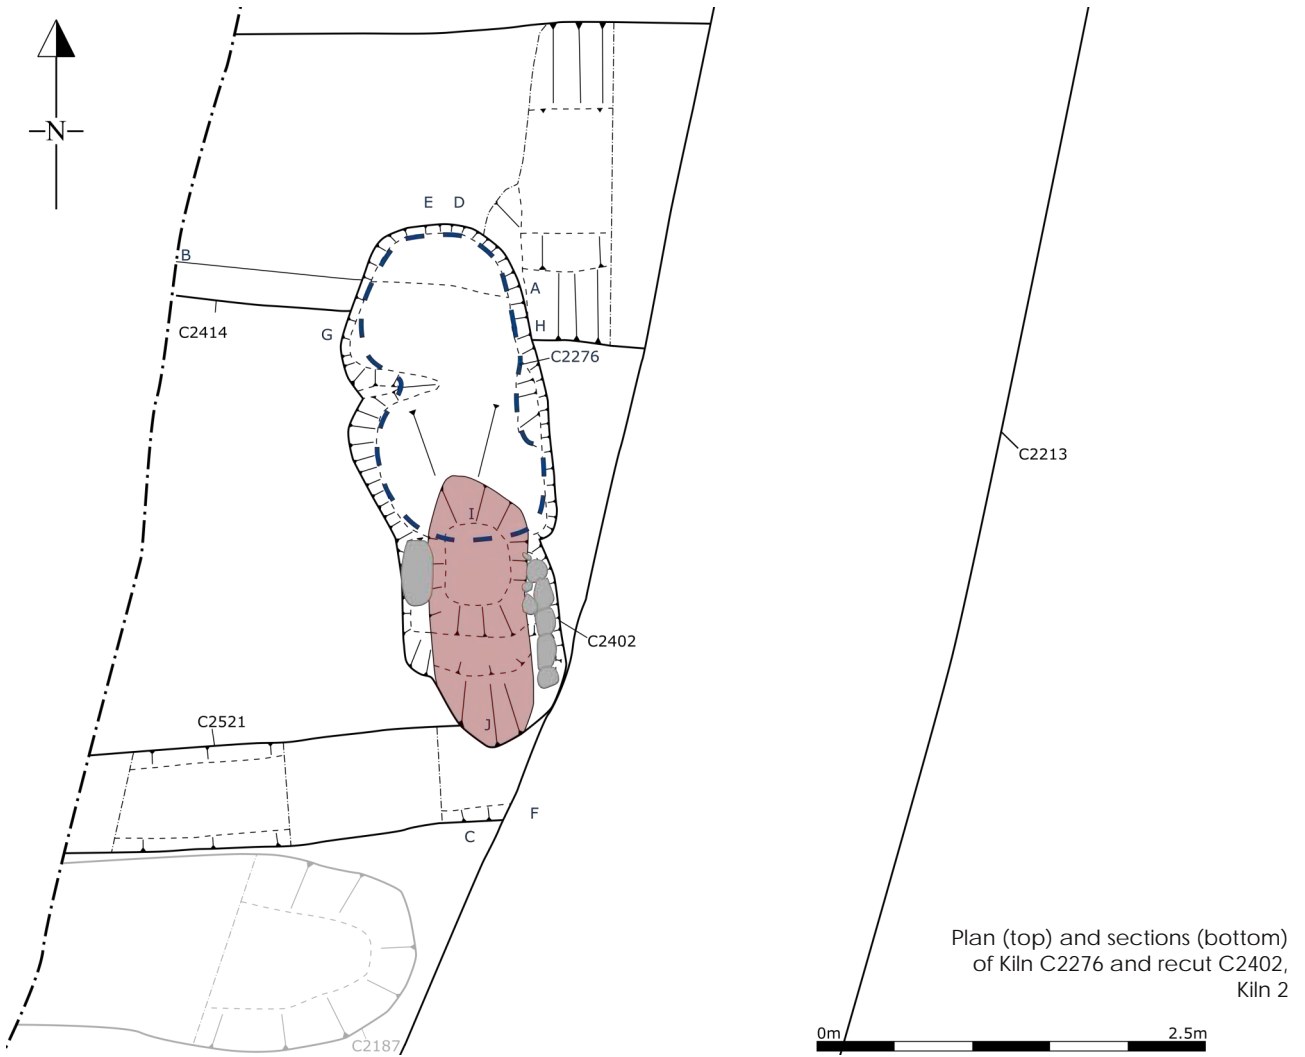 N
E D
B
A
C2414
G
H
C2276
C2213
I
C2402
C2521
J
F
C
Plan (top) and sections (bottom)
of Kiln C2276 and recut C2402,
Kiln 2
0m 2.5m
C2187